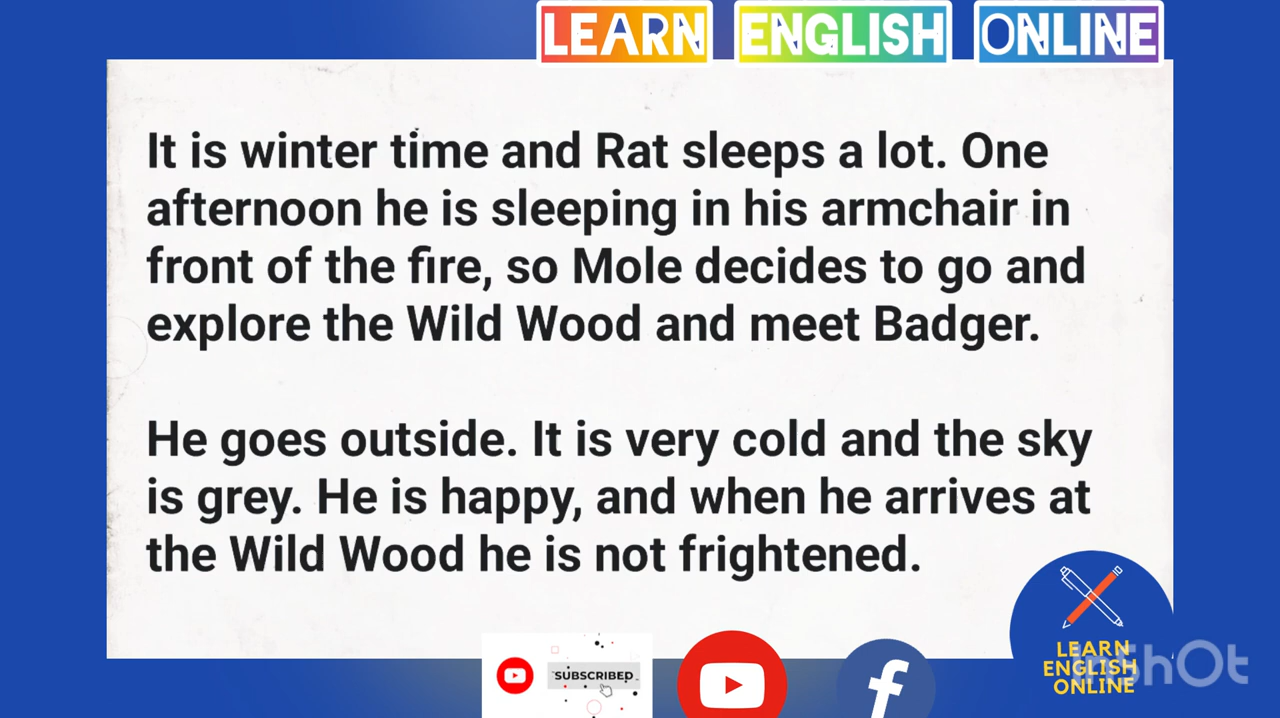 LEARN ENGLISH ONLINE
It is winter time and Rat sleeps a lot. One
afternoon he is sleeping in his armchair in
front of the fire, so Mole decides to go and
explore the Wild Wood and meet Badger.
He goes outside. It is very cold and the sky
is grey. He is happy, and when he arrives at
the Wild Wood he is not frightened.
SUBSCRIBED
f
LEARN
ENGLISH
ONLINE